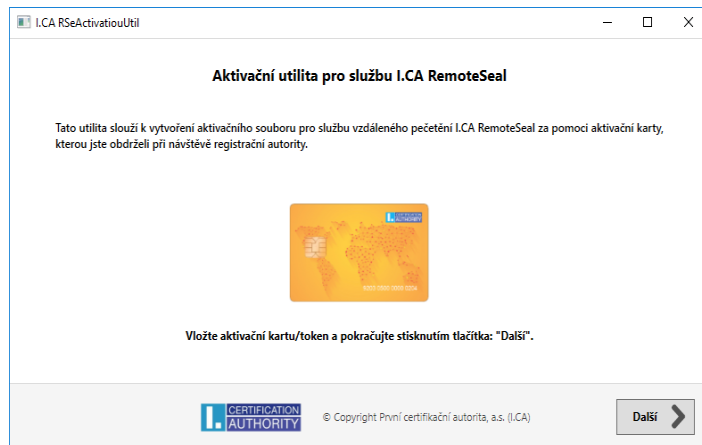 I.CA RSeActivatiouUtil
Aktivační utilita pro službu I.CA RemoteSeal
Tato utilita slouží k vytvoření aktivačního souboru pro službu vzdáleného pečetění I.CA RemoteSeal za pomoci aktivační karty,
kterou jste obdrželi při návštěvě registrační autority.
I. CERTIFICATION
AUTHORITY
Vložte aktivační kartu/token a pokračujte stisknutím tlačítka: "Další".
I. CERTIFICATION
AUTHORITY
© Copyright První certifikační autorita, a.s. (I.CA)
Další